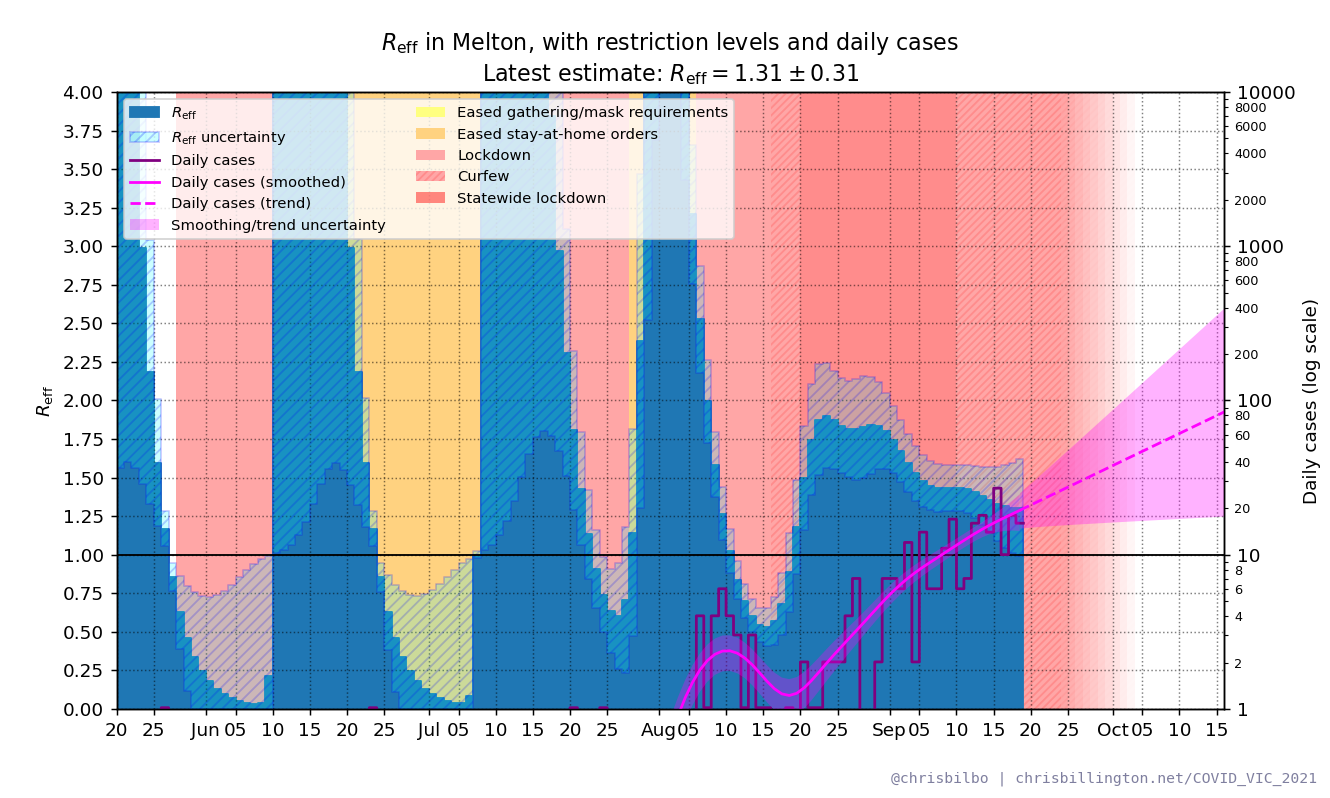 R_eff in Melton, with restriction levels and daily cases
Latest estimate: R_eff = 1.31 ± 0.31
R_eff
R_eff uncertainty
Daily cases
Daily cases (smoothed)
Daily cases (trend)
Smoothing/trend uncertainty
Eased gathering/mask requirements
Eased stay-at-home orders
Lockdown
Curfew
Statewide lockdown
4.00
3.75
3.50
3.25
3.00
2.75
2.50
2.25
2.00
1.75
1.50
1.25
1.00
0.75
0.50
0.25
0.00
R_eff
10000
8000
6000
4000
2000
1000
800
600
400
200
100
80
60
40
20
10
8
6
4
2
1
Daily cases (log scale)
20 25 Jun 05 10 15 20 25 Jul 05 10 15 20 25 Aug 05 10 15 20 25 Sep 05 10 15 20 25 Oct 05 10 15
@chrisbilbo | chrisbillington.net/COVID_VIC_2021